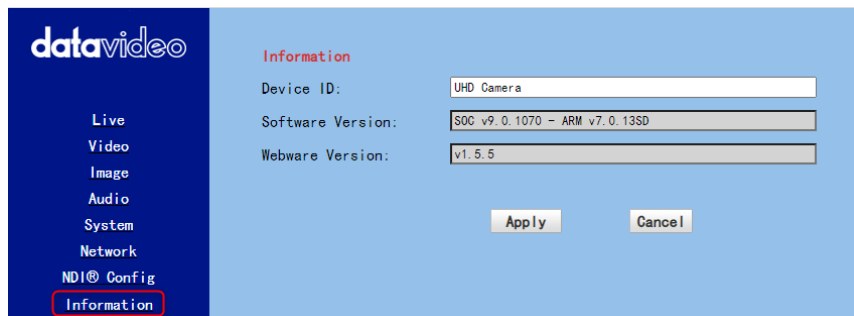 datavideo
Live
Video
Image
Audio
System
Network
NDI® Config
Information
Information
Device ID: UHD Camera
Software Version: SOC v9.0.1070 - ARM v7.0.13SD
Webware Version: v1.5.5
Apply Cancel